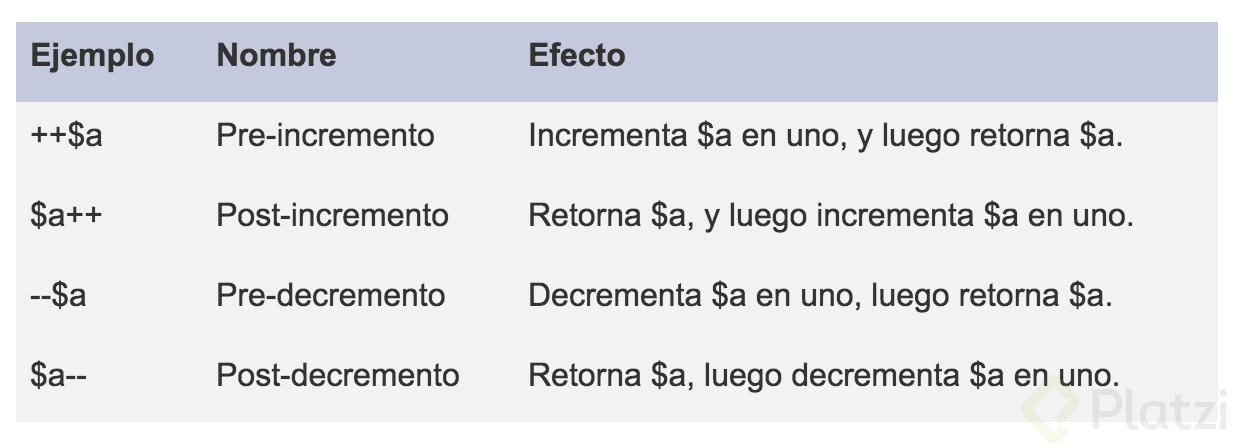 Ejemplo Nombre Efecto
++$a Pre-incremento Incrementa $a en uno, y luego retorna $a.
$a++ Post-incremento Retorna $a, y luego incrementa $a en uno.
--$a Pre-decremento Decrementa $a en uno, luego retorna $a.
$a-- Post-decremento Retorna $a, luego decrementa $a en uno.
Platzi